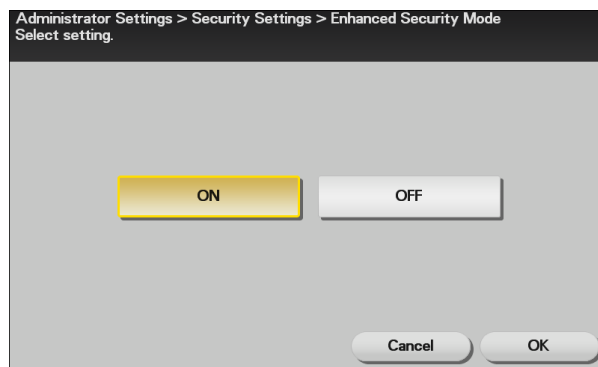 Administrator Settings > Security Settings > Enhanced Security Mode
Select setting.
ON
OFF
Cancel
OK